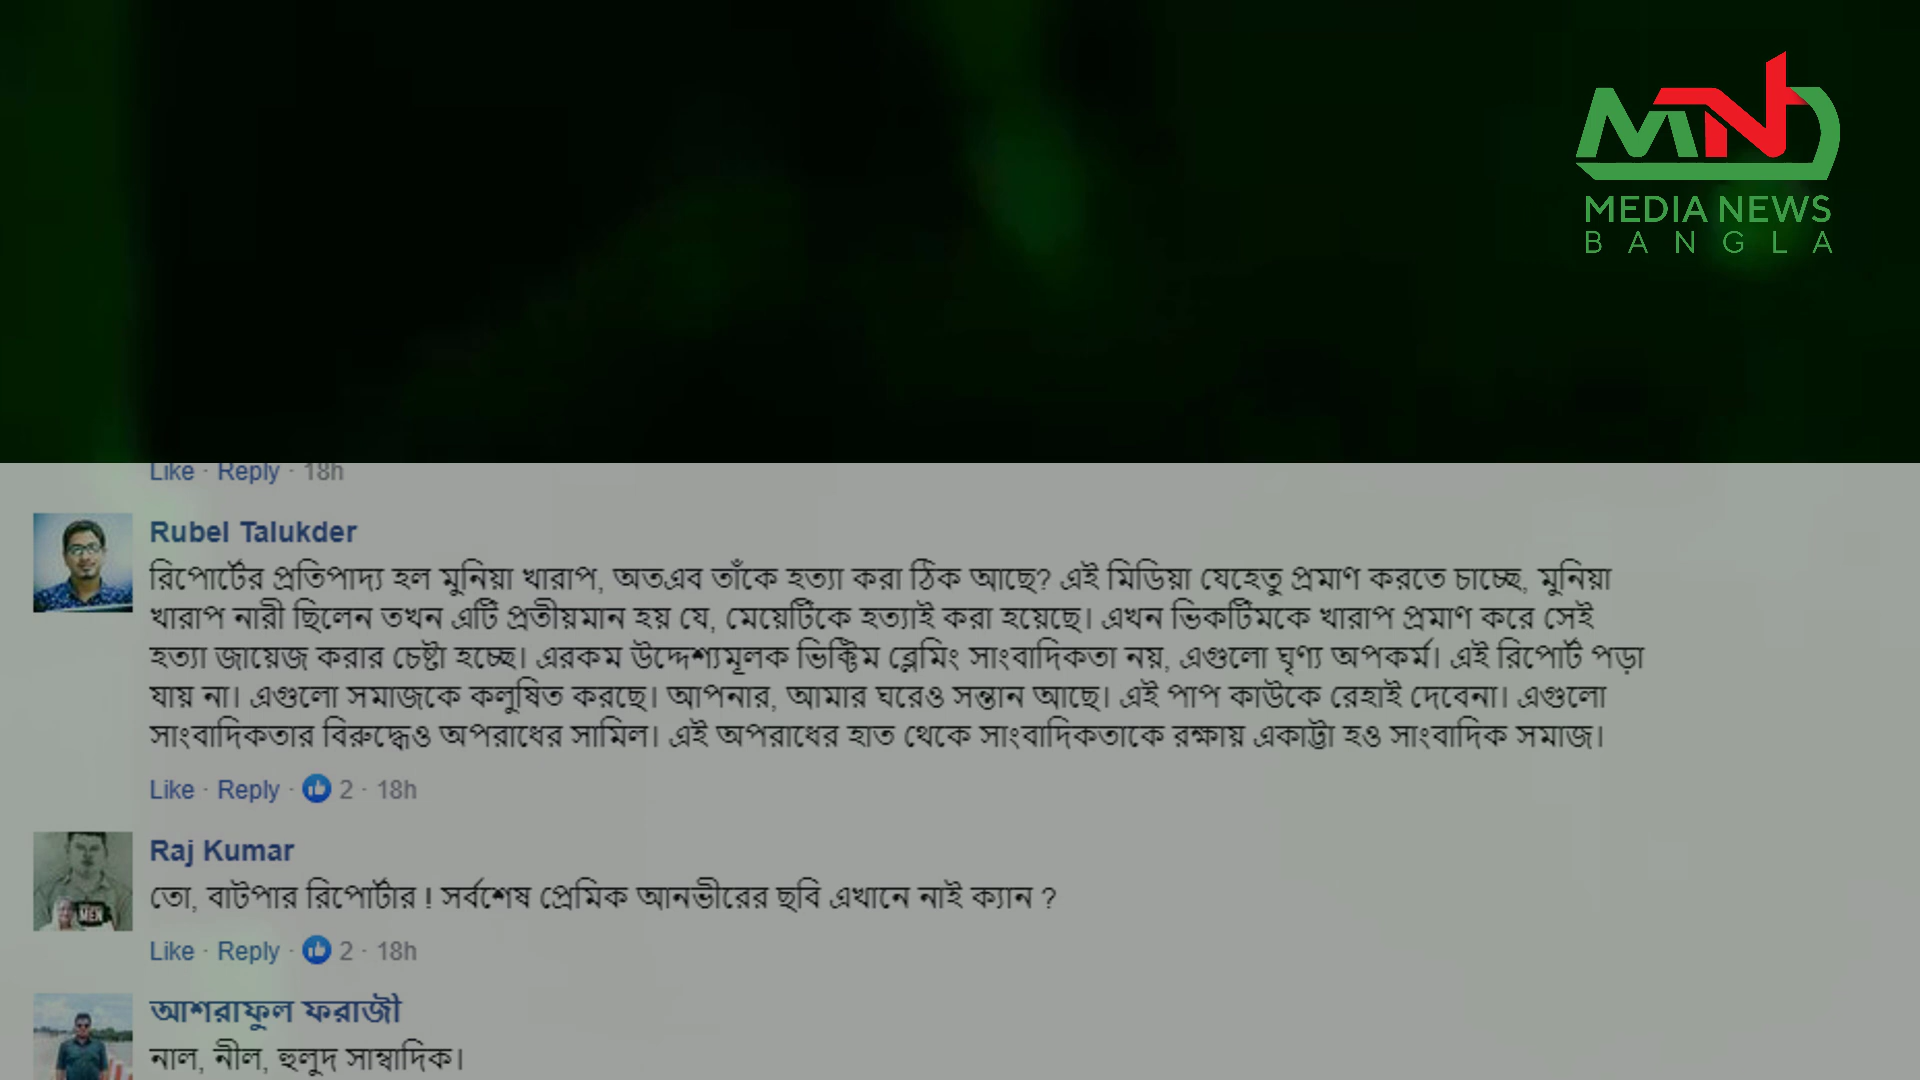 MNb
MEDIA NEWS
BANGLA
Like · Reply · 18h
Rubel Talukder
রিপোর্টের প্রতিপাদ্য হল মুনিয়া খারাপ, অতএব তাঁকে হত্যা করা ঠিক আছে? এই মিডিয়া যেহেতু প্রমাণ করতে চাচ্ছে, মুনিয়া
খারাপ নারী ছিলেন তখন এটি প্রতীয়মান হয় যে, মেয়েটিকে হত্যাই করা হয়েছে। এখন ভিকটিমকে খারাপ প্রমাণ করে সেই
হত্যা জায়েজ করার চেষ্টা হচ্ছে। এরকম উদ্দেশ্যমূলক ভিক্টিম ব্লেমিং সাংবাদিকতা নয়, এগুলো ঘৃণ্য অপকর্ম। এই রিপোর্ট পড়া
যায় না। এগুলো সমাজকে কলুষিত করছে। আপনার, আমার ঘরেও সন্তান আছে। এই পাপ কাউকে রেহাই দেবেনা। এগুলো
সাংবাদিকতার বিরুদ্ধেও অপরাধের সামিল। এই অপরাধের হাত থেকে সাংবাদিকতাকে রক্ষায় একাট্টা হও সাংবাদিক সমাজ।
Like · Reply · 2 · 18h
Raj Kumar
তো, বাটপার রিপোর্টার ! সর্বশেষ প্রেমিক আনভীরের ছবি এখানে নাই ক্যান ?
Like · Reply · 2 · 18h
আশরাফুল ফরাজী
নাল, নীল, হুলুদ সাম্বাদিক।